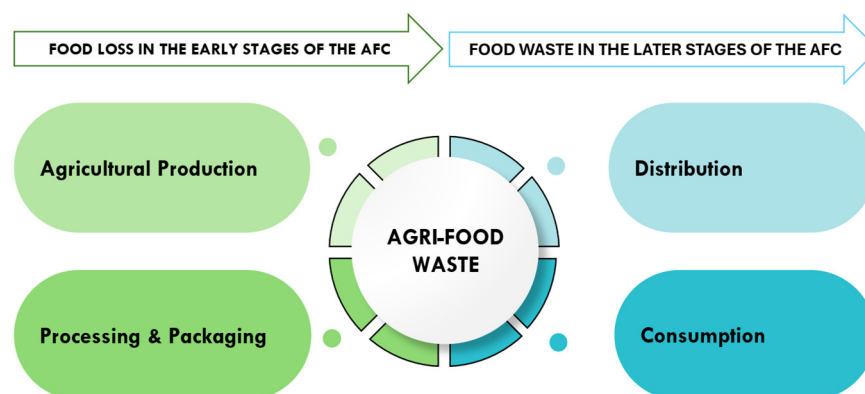 FOOD LOSS IN THE EARLY STAGES OF THE AFC
FOOD WASTE IN THE LATER STAGES OF THE AFC
Agricultural Production
Distribution
AGRI-FOOD
WASTE
Processing & Packaging
Consumption